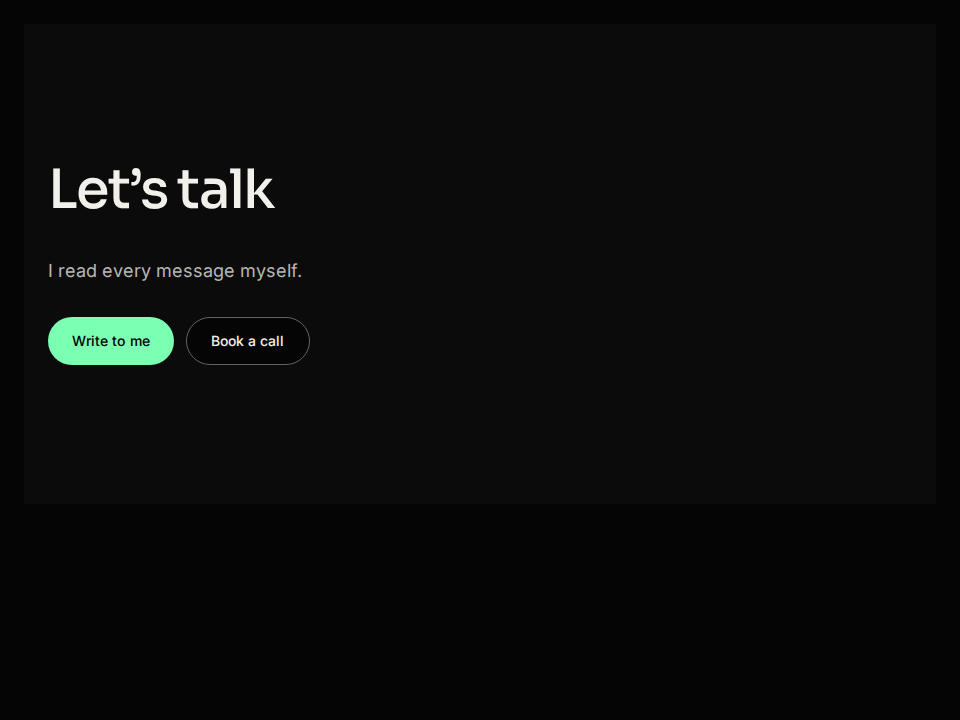 Let’s talk
I read every message myself.
Write to me
Book a call